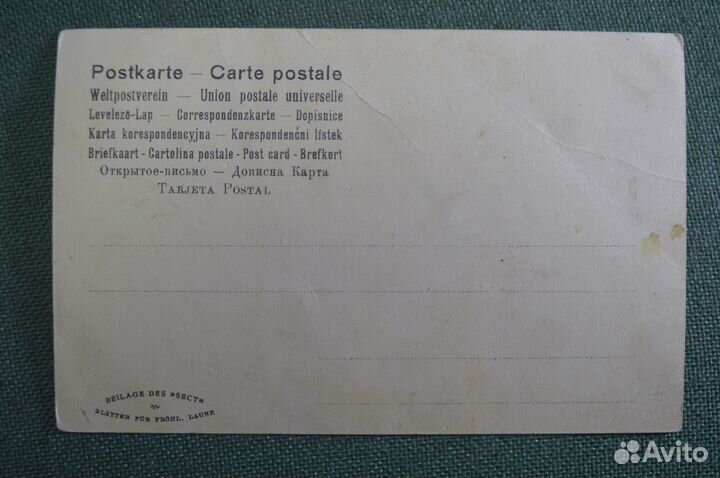 Postkarte — Carte postale
Weltpostverein — Union postale universelle
Levelező-Lap — Correspondenzkarte — Dopisnice
Karta korespondencyjna — Korespondenčni lístek
Briefkaart - Cartolina postale - Post card - Brefkort
Открытое-письмо — Дописна Карта
Tarjeta Postal
BEILAGE DES »SECT«
BLÄTTER FÜR FRÖHL. LAUNE
Avito